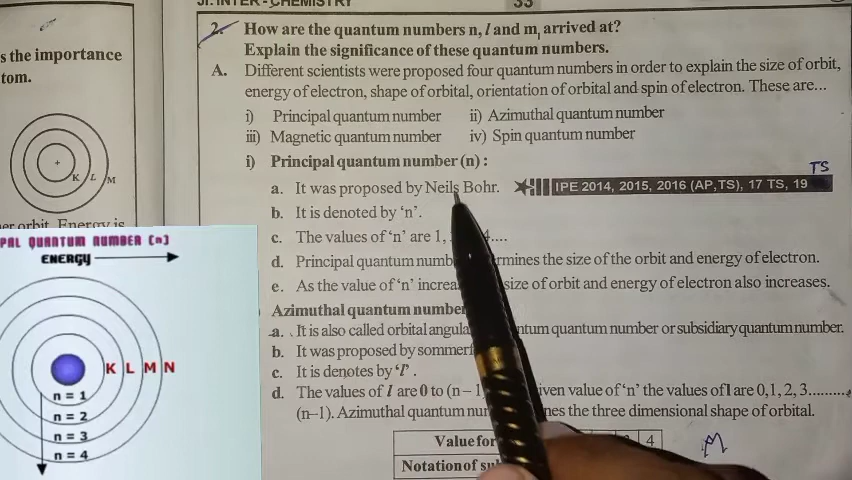 JR. INTER - CHEMISTRY 33
s the importance
tom.
K L M
er orbit. Energy is
2. How are the quantum numbers n, l and mₗ arrived at?
Explain the significance of these quantum numbers.
A. Different scientists were proposed four quantum numbers in order to explain the size of orbit,
energy of electron, shape of orbital, orientation of orbital and spin of electron. These are...
i) Principal quantum number ii) Azimuthal quantum number
iii) Magnetic quantum number iv) Spin quantum number
i) Principal quantum number (n) :
TS
a. It was proposed by Neils Bohr. IPE 2014, 2015, 2016 (AP,TS), 17 TS, 19
b. It is denoted by 'n'.
c. The values of 'n' are 1, 4....
d. Principal quantum numb rmines the size of the orbit and energy of electron.
e. As the value of 'n' increa size of orbit and energy of electron also increases.
Azimuthal quantum number
a. It is also called orbital angula ntum quantum number or subsidiary quantum number.
b. It was proposed by sommerf
c. It is denotes by 'l' .
d. The values of l are 0 to (n-1 iven value of 'n' the values of l are 0,1,2,3.........
(n-1). Azimuthal quantum nu nes the three dimensional shape of orbital.
Value for 4
Notation of su
M
PAL QUANTUM NUMBER (n)
ENERGY
K L M N
n = 1
n = 2
n = 3
n = 4